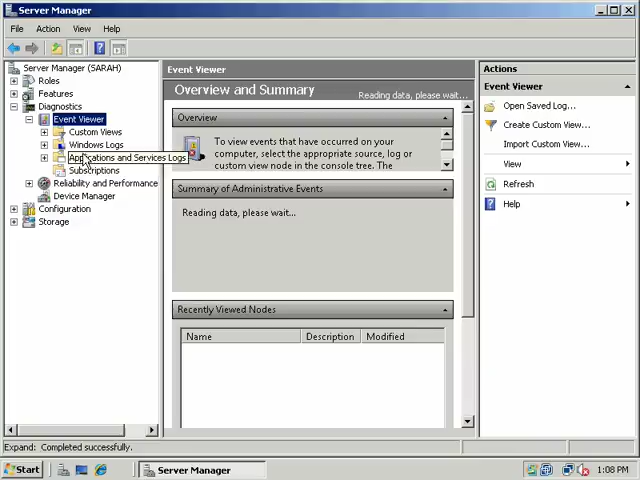 Server Manager
File Action View Help
Server Manager (SARAH)
Roles
Features
Diagnostics
Event Viewer
Custom Views
Windows Logs
Applications and Services Logs
Subscriptions
Reliability and Performance
Device Manager
Configuration
Storage
Event Viewer
Overview and Summary
Reading data, please wait...
Overview
To view events that have occurred on your
computer, select the appropriate source, log or
custom view node in the console tree. The
Summary of Administrative Events
Reading data, please wait...
Recently Viewed Nodes
Name Description Modified
Actions
Event Viewer
Open Saved Log...
Create Custom View...
Import Custom View...
View
Refresh
Help
Expand: Completed successfully.
Start
Server Manager
1:08 PM